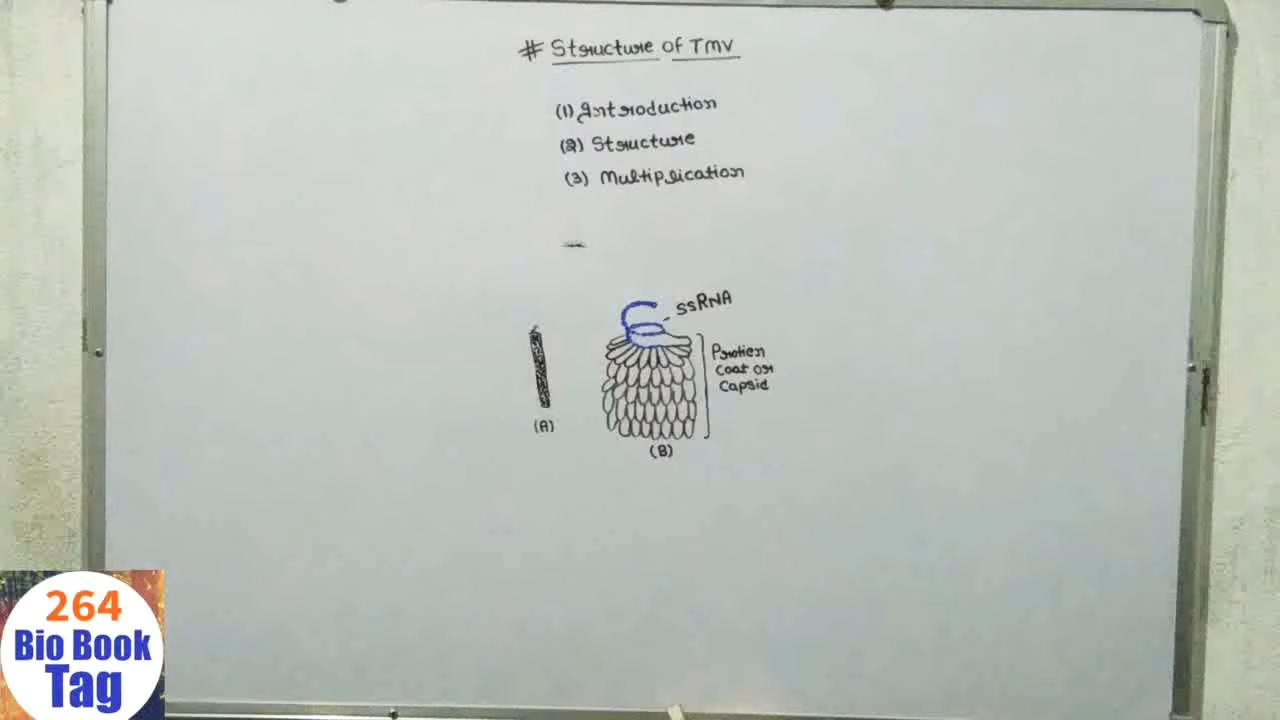 # Structure of TMV
(1) Introduction
(2) Structure
(3) Multiplication
ssRNA
Protien
coat or
capsid
(A)
(B)
264
Bio Book
Tag